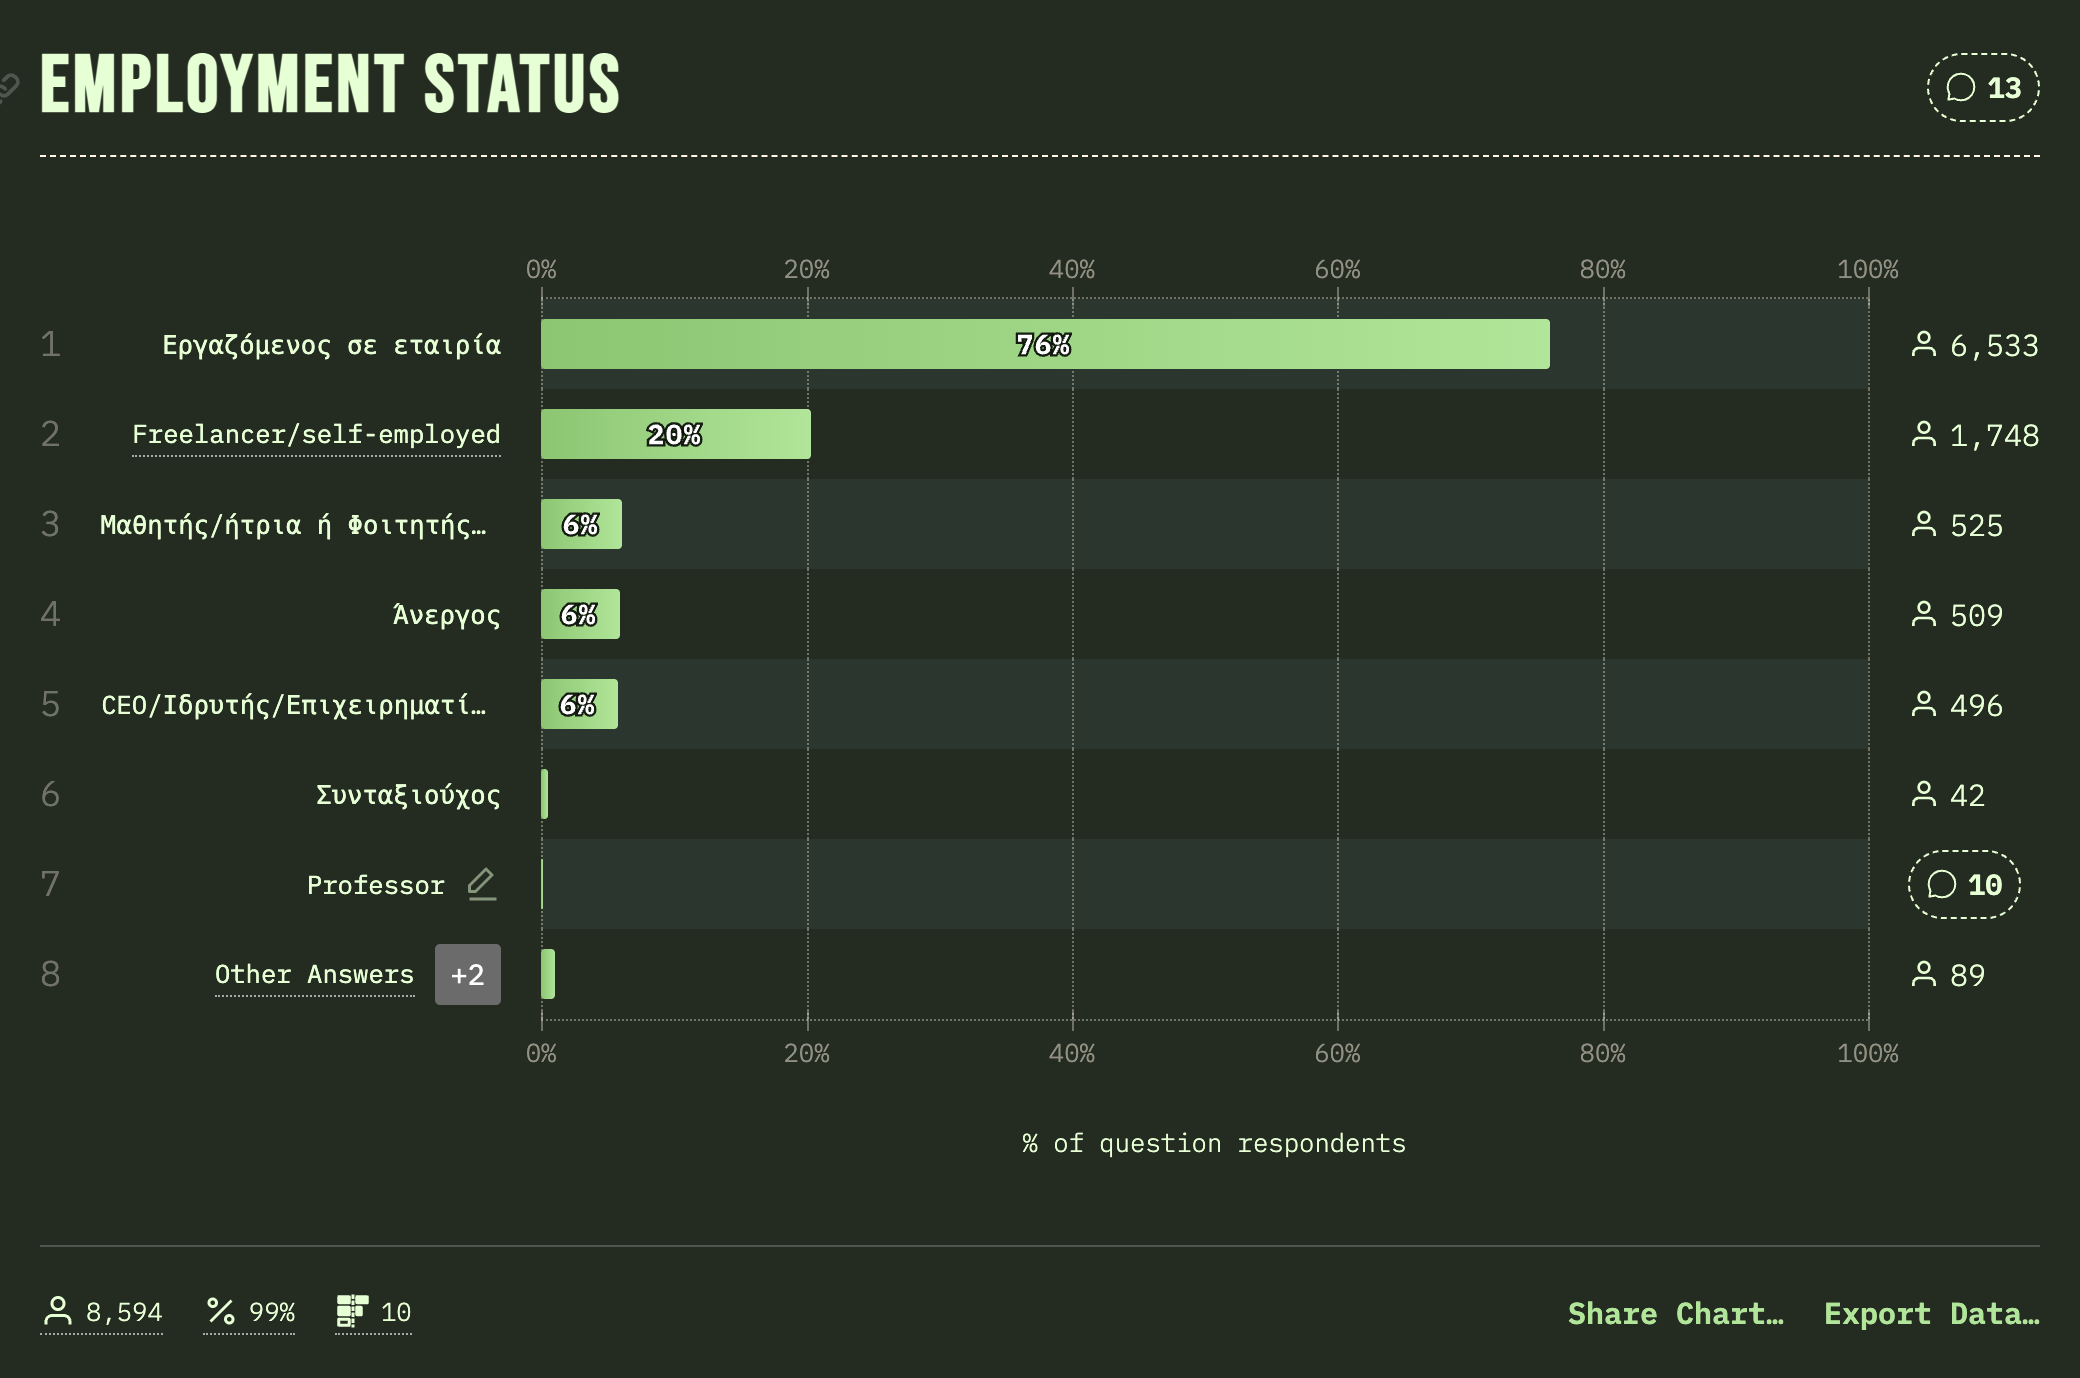 EMPLOYMENT STATUS
13
0% 20% 40% 60% 80% 100%
1 Εργαζόμενος σε εταιρία 76% 6,533
2 Freelancer/self-employed 20% 1,748
3 Μαθητής/ήτρια ή Φοιτητής… 6% 525
4 Άνεργος 6% 509
5 CEO/Ιδρυτής/Επιχειρηματί… 6% 496
6 Συνταξιούχος 42
7 Professor 10
8 Other Answers +2 89
0% 20% 40% 60% 80% 100%
% of question respondents
8,594 99% 10 Share Chart… Export Data…